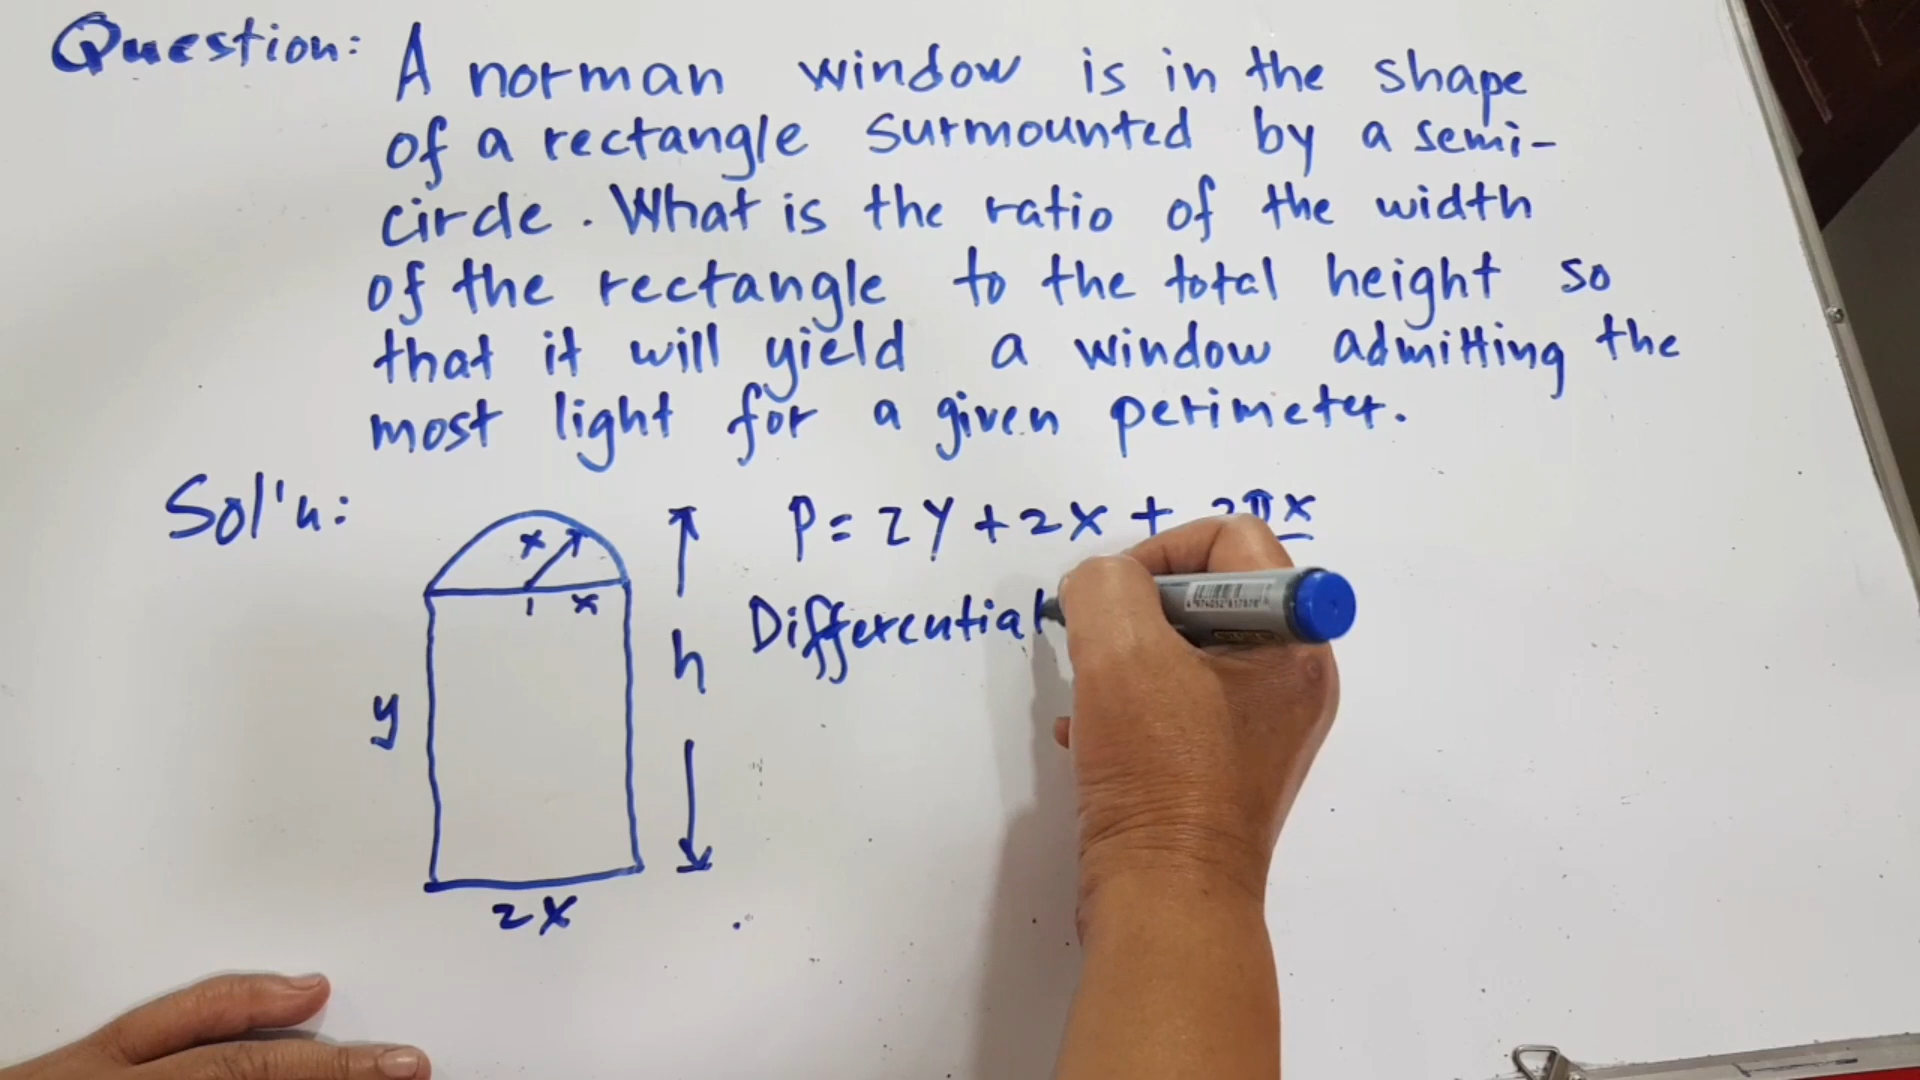 Question: A norman window is in the shape
of a rectangle surmounted by a semi-
circle. What is the ratio of the width
of the rectangle to the total height so
that it will yield a window admitting the
most light for a given perimeter.
Sol'n:
P = 2y + 2x + 2πx
Differential
x
x
h
y
2x